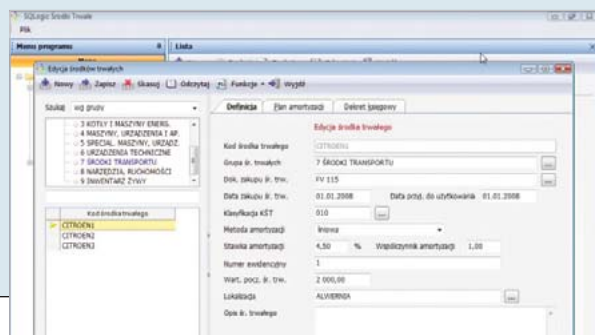 SQLogic Środki Trwałe
Plik
Menu programu
Lista
Menu
Edycja środków trwałych
Nowy Zapisz Skasuj Odczytaj Funkcje Wyjdź
Szukaj wg grupy
3 KOTŁY I MASZYNY ENERG.
4 MASZYNY, URZĄDZENIA I AP.
5 SPECJAL. MASZYNY, URZĄDZ.
6 URZĄDZENIA TECHNICZNE
7 ŚRODKI TRANSPORTU
8 NARZĘDZIA, RUCHOMOŚCI
9 INWENTARZ ŻYWY
Kod środka trwałego
CITROEN1
CITROEN2
CITROEN3
Definicja Plan amortyzacji Dekret księgowy
Edycja środka trwałego
Kod środka trwałego CITROEN1
Grupa śr. trwałych 7 ŚRODKI TRANSPORTU
Dok. zakupu śr. trw. FV 115
Data zakupu śr. trw. 01.01.2008 Data przyj. do użytkowania 01.01.2008
Klasyfikacja KŚT 010
Metoda amortyzacji liniowa
Stawka amortyzacji 4,50 % Współczynnik amortyzacji 1,00
Numer ewidencyjny 1
Wart. pocz. śr. trw. 2 000,00
Lokalizacja ALWERNIA
Opis śr. trwałego